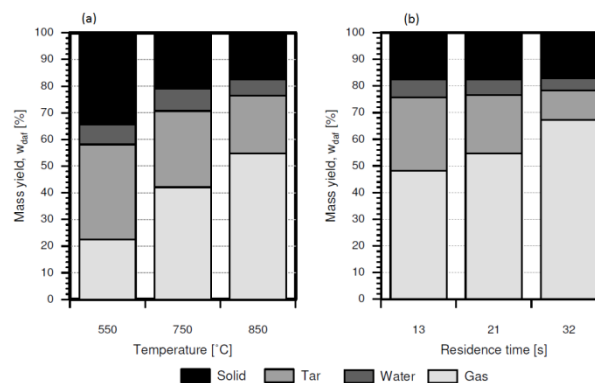 (a)
(b)
100
90
80
70
60
50
40
30
20
10
0
Mass yield, w_daf [%]
550 750 850
Temperature [˚C]
100
90
80
70
60
50
40
30
20
10
0
Mass yield, w_daf [%]
13 21 32
Residence time [s]
Solid Tar Water Gas